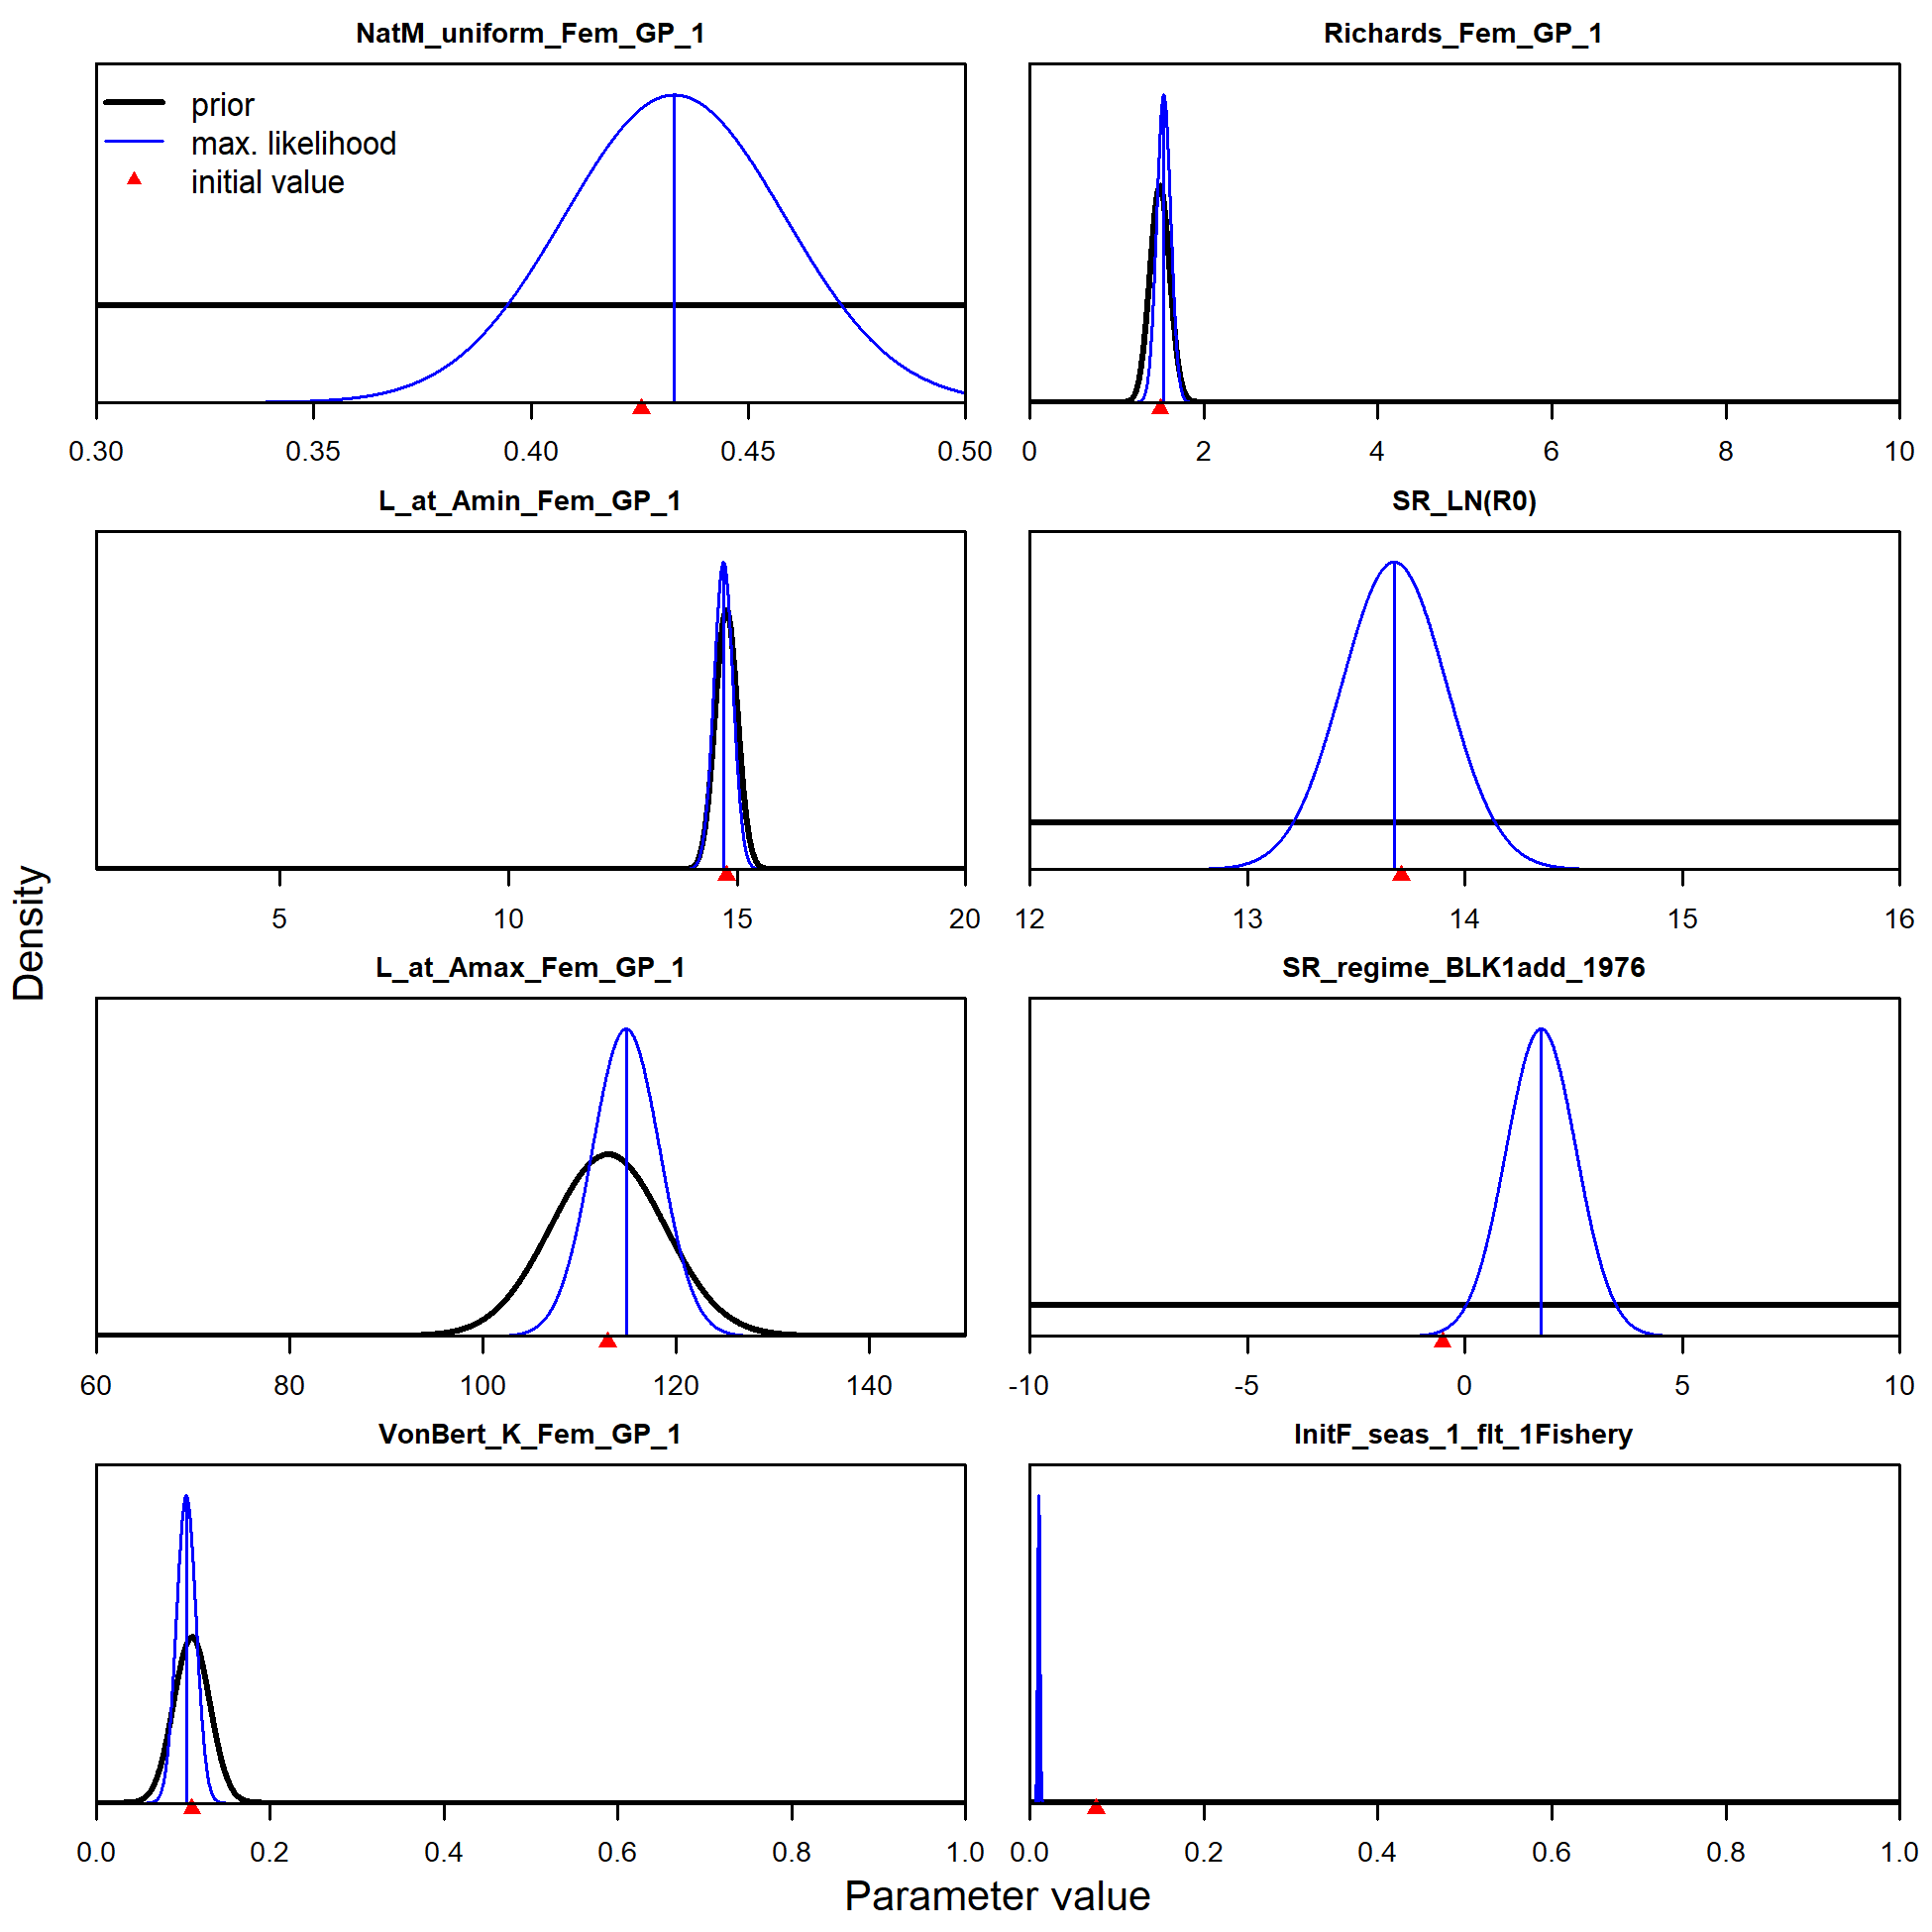 NatM_uniform_Fem_GP_1
prior
max. likelihood
initial value
0.30 0.35 0.40 0.45 0.50
Richards_Fem_GP_1
0 2 4 6 8 10
L_at_Amin_Fem_GP_1
5 10 15 20
SR_LN(R0)
12 13 14 15 16
L_at_Amax_Fem_GP_1
60 80 100 120 140
SR_regime_BLK1add_1976
-10 -5 0 5 10
VonBert_K_Fem_GP_1
0.0 0.2 0.4 0.6 0.8 1.0
InitF_seas_1_flt_1Fishery
0.0 0.2 0.4 0.6 0.8 1.0
Density
Parameter value